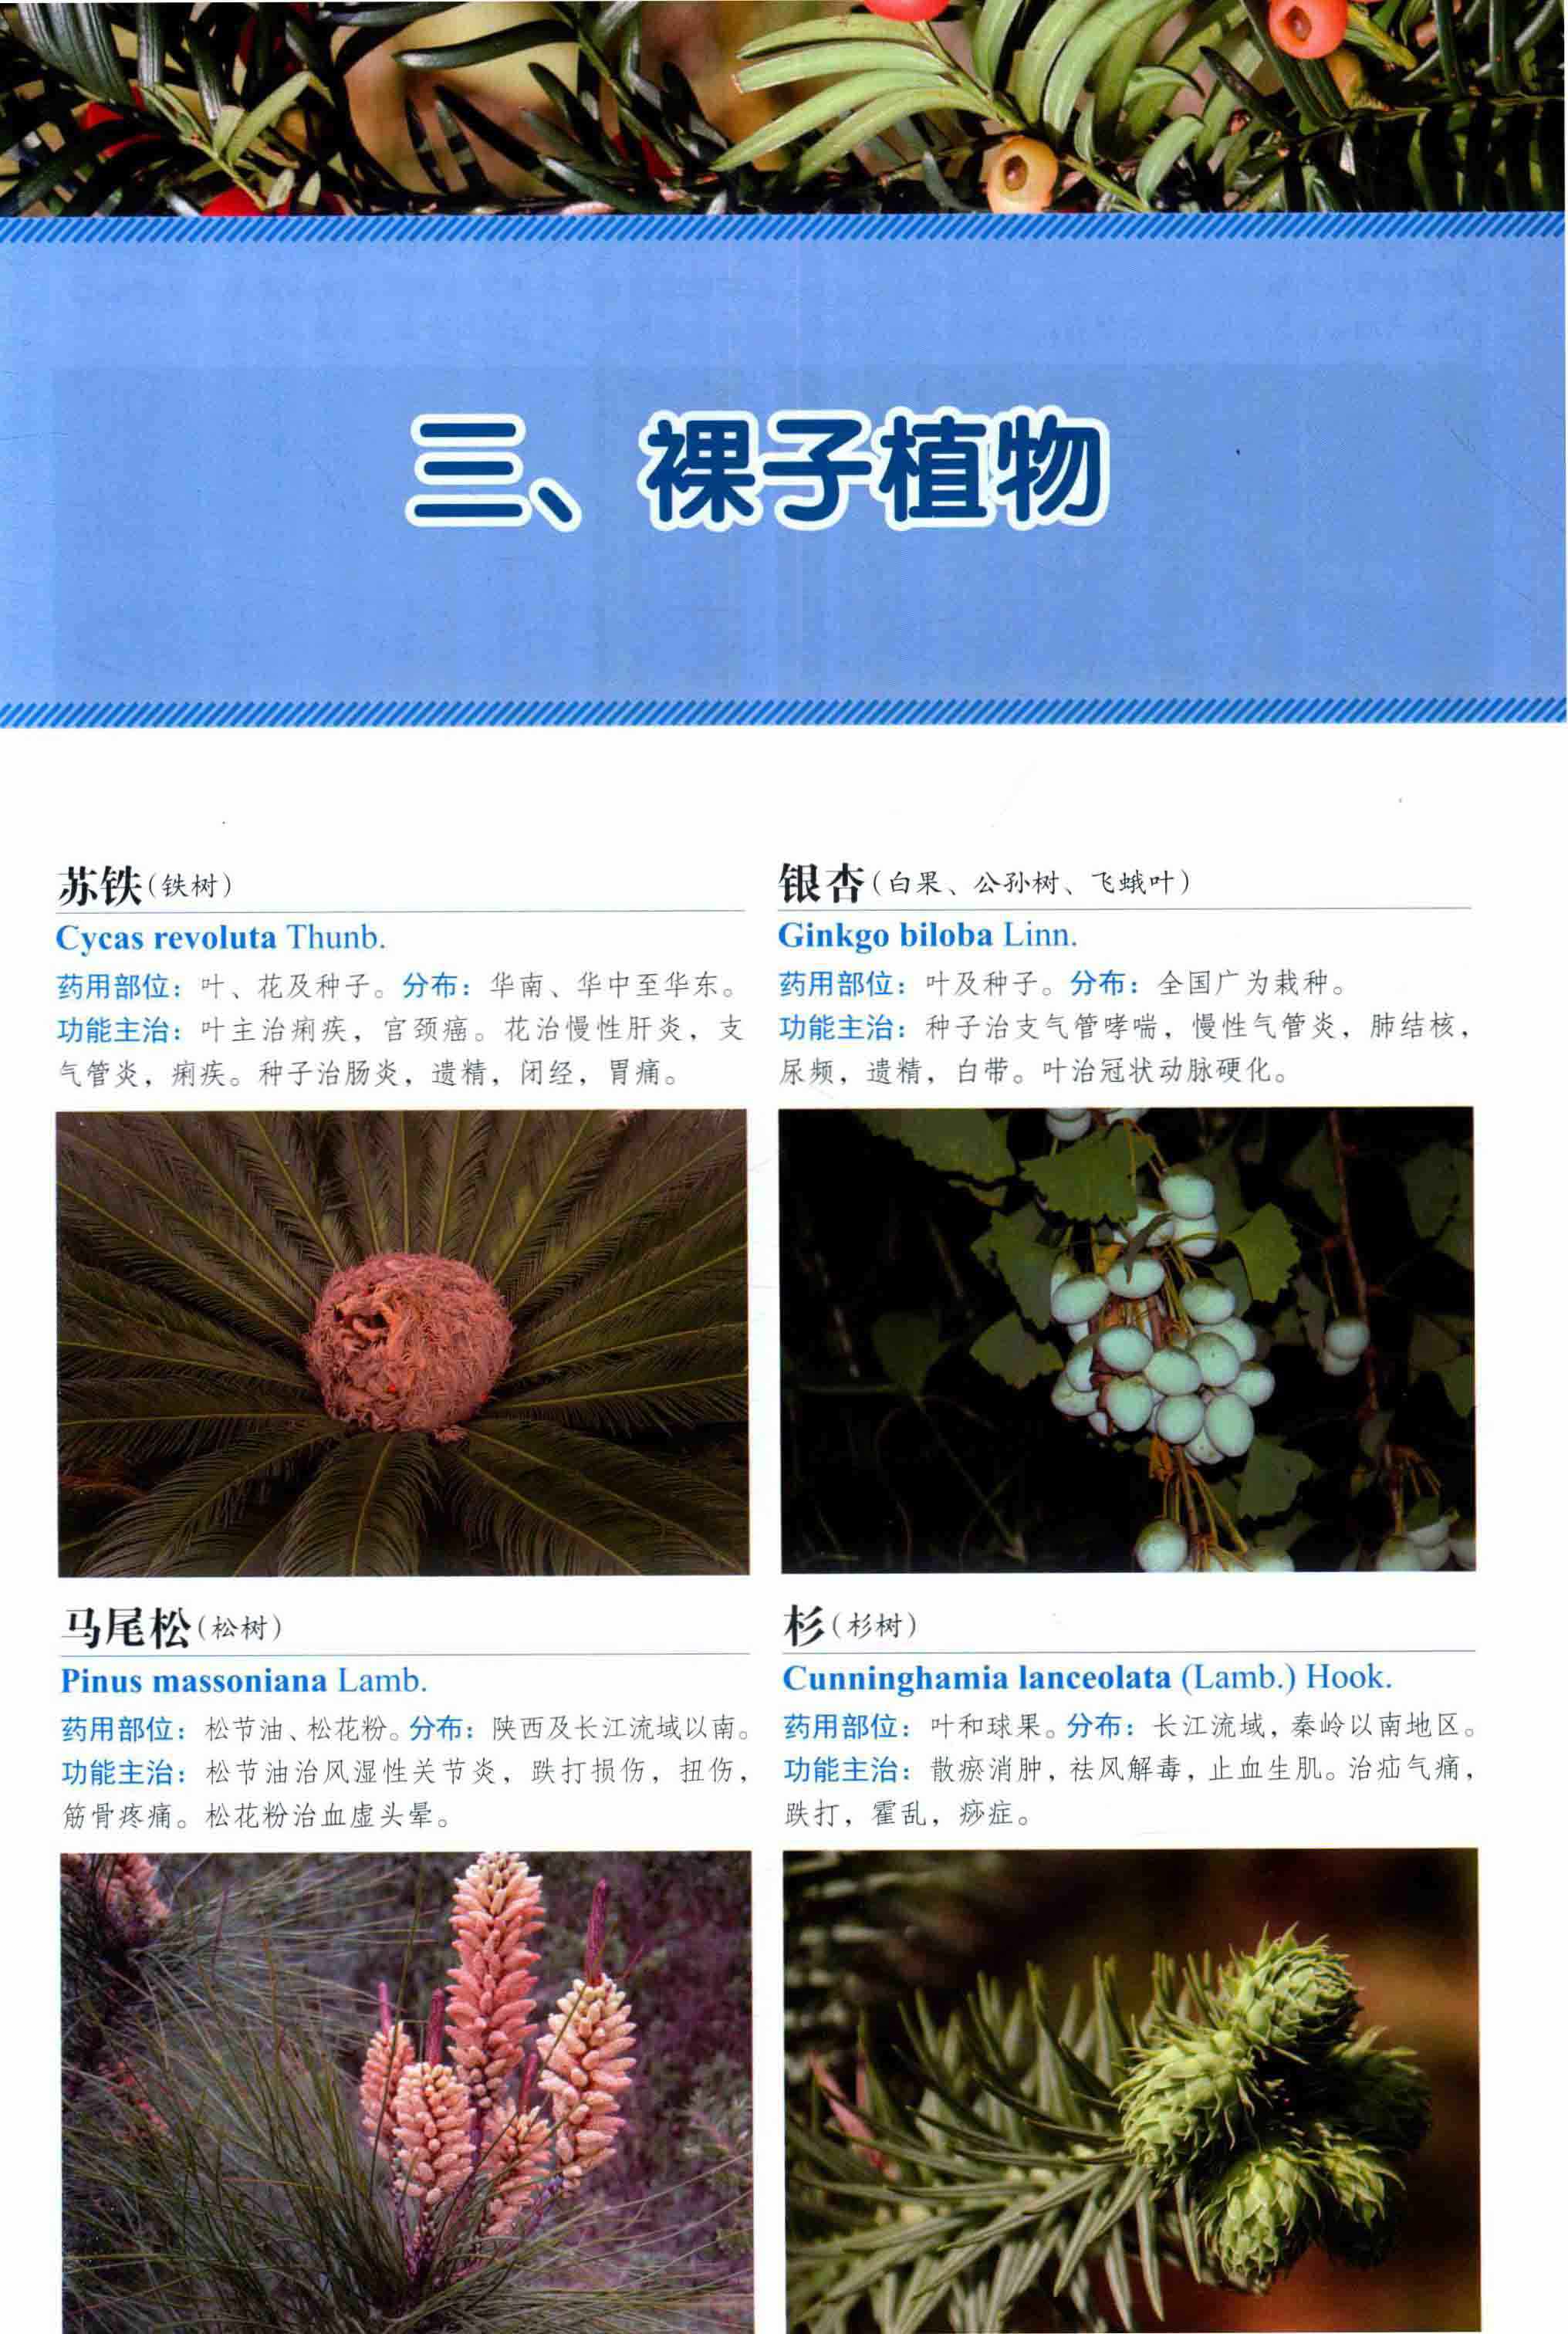 三、裸子植物
苏铁(铁树)
Cycas revoluta Thunb.
药用部位：叶、花及种子。分布：华南、华中至华东。
功能主治：叶主治痢疾，宫颈癌。花治慢性肝炎，支
气管炎，痢疾。种子治肠炎，遗精，闭经，胃痛。
银杏(白果、公孙树、飞蛾叶)
Ginkgo biloba Linn.
药用部位：叶及种子。分布：全国广为栽种。
功能主治：种子治支气管哮喘，慢性气管炎，肺结核，
尿频，遗精，白带。叶治冠状动脉硬化。
马尾松(松树)
Pinus massoniana Lamb.
药用部位：松节油、松花粉。分布：陕西及长江流域以南。
功能主治：松节油治风湿性关节炎，跌打损伤，扭伤，
筋骨疼痛。松花粉治血虚头晕。
杉(杉树)
Cunninghamia lanceolata (Lamb.) Hook.
药用部位：叶和球果。分布：长江流域，秦岭以南地区。
功能主治：散瘀消肿，祛风解毒，止血生肌。治疝气痛，
跌打，霍乱，痧症。